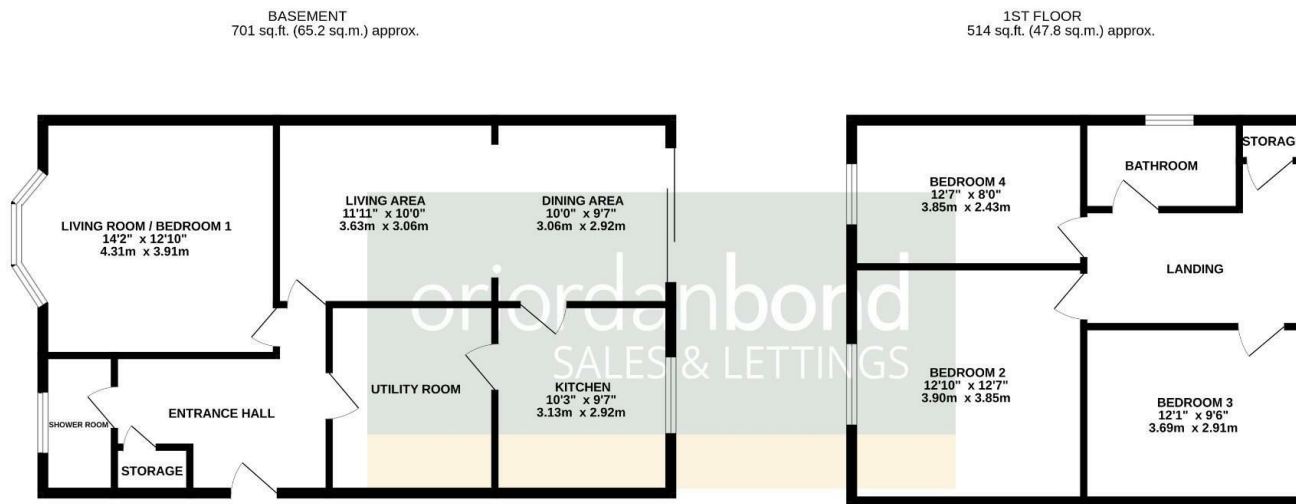 BASEMENT
701 sq.ft. (65.2 sq.m.) approx.
1ST FLOOR
514 sq.ft. (47.8 sq.m.) approx.
LIVING ROOM / BEDROOM 1
14'2" x 12'10"
4.31m x 3.91m
LIVING AREA
11'11" x 10'0"
3.63m x 3.06m
DINING AREA
10'0" x 9'7"
3.06m x 2.92m
UTILITY ROOM
KITCHEN
10'3" x 9'7"
3.13m x 2.92m
ENTRANCE HALL
SHOWER ROOM
STORAGE
oriordanbond
SALES & LETTINGS
BEDROOM 4
12'7" x 8'0"
3.85m x 2.43m
BATHROOM
STORAG
LANDING
BEDROOM 2
12'10" x 12'7"
3.90m x 3.85m
BEDROOM 3
12'1" x 9'6"
3.69m x 2.91m